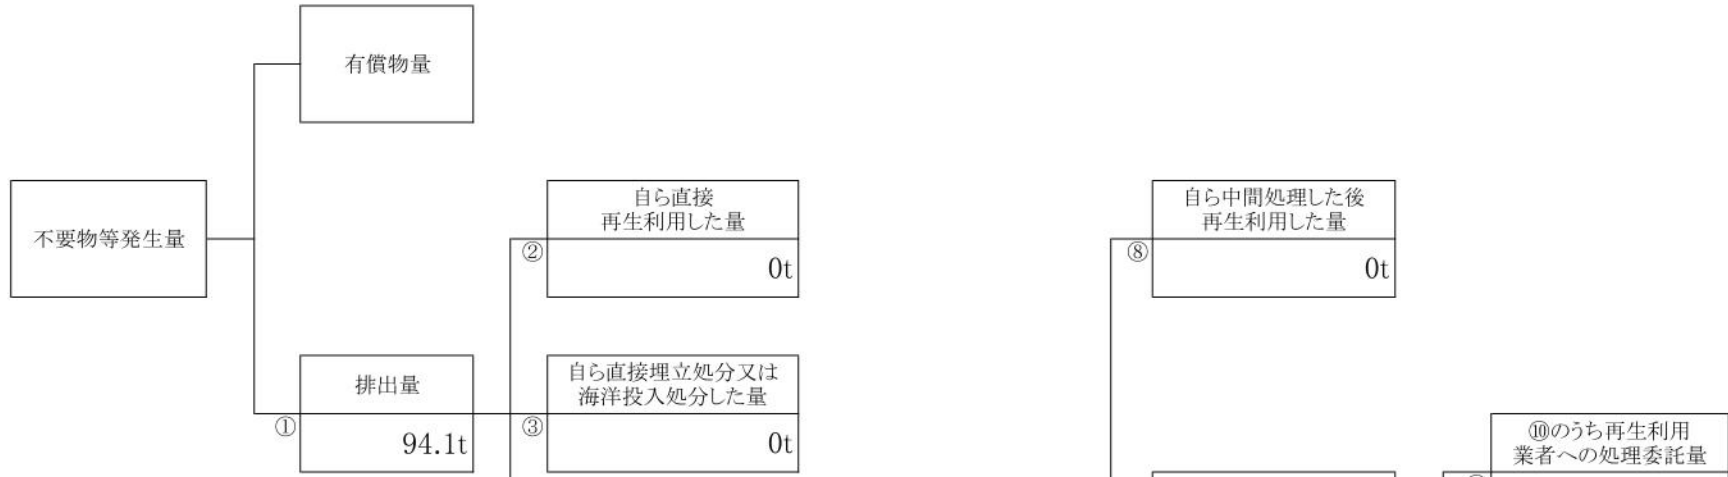 有償物量
不要物等発生量
自ら直接
再生利用した量
②
0t
自ら中間処理した後
再生利用した量
⑧
0t
排出量
①
94.1t
自ら直接埋立処分又は
海洋投入処分した量
③
0t
⑩のうち再生利用
業者への処理委託量